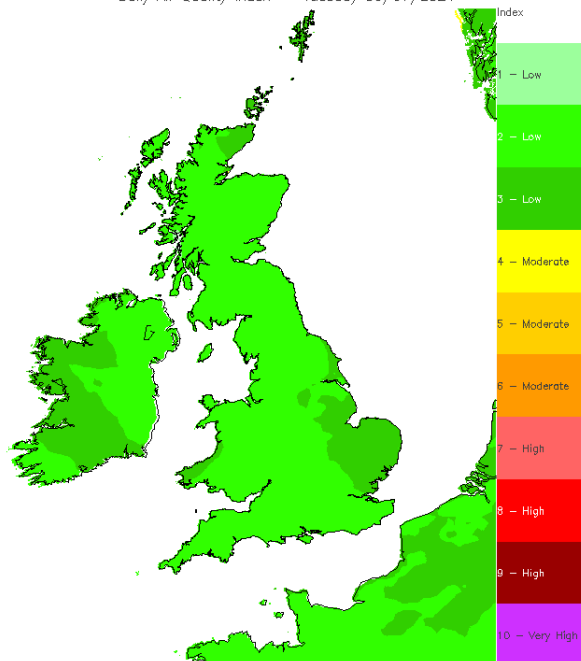 Index
1 - Low
2 - Low
3 - Low
4 - Moderate
5 - Moderate
6 - Moderate
7 - High
8 - High
9 - High
10 - Very High